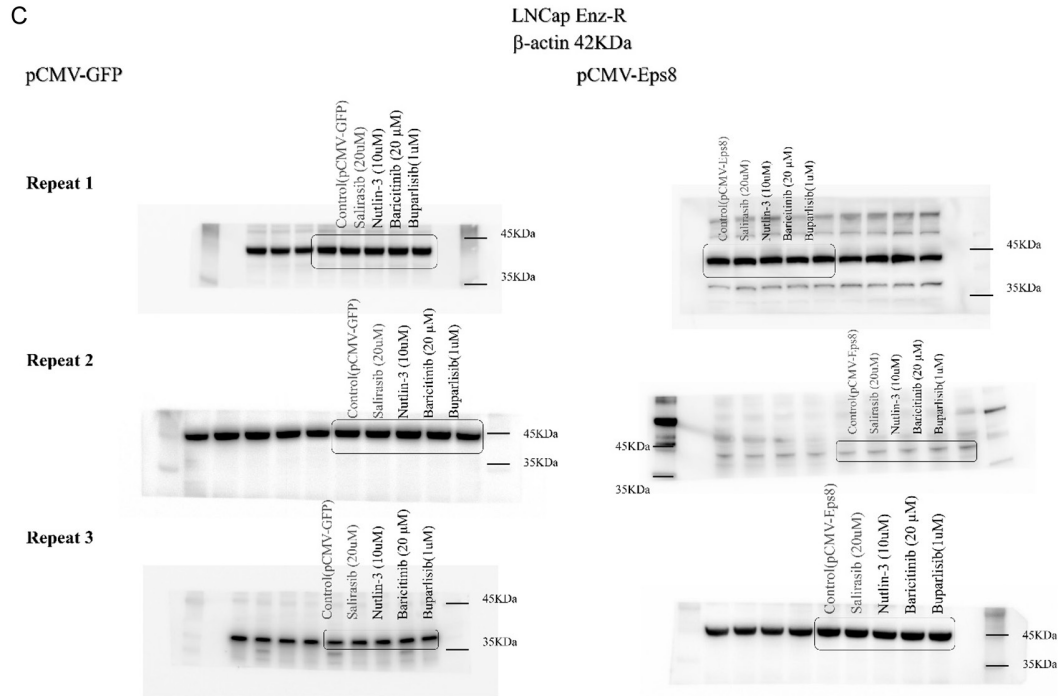 C
LNCap Enz-R
β-actin 42KDa
pCMV-GFP
pCMV-Eps8
Repeat 1
Control(pCMV-GFP)
Salirasib (20uM)
Nutlin-3 (10uM)
Baricitinib (20 μM)
Buparlisib(1uM)
45KDa
35KDa
Control(pCMV-Eps8)
Salirasib (20uM)
Nutlin-3 (10uM)
Baricitinib (20 μM)
Buparlisib(1uM)
45KDa
35KDa
Repeat 2
Control(pCMV-GFP)
Salirasib (20uM)
Nutlin-3 (10uM)
Baricitinib (20 μM)
Buparlisib(1uM)
45KDa
35KDa
Control(pCMV-Eps8)
Salirasib (20uM)
Nutlin-3 (10uM)
Baricitinib (20 μM)
Buparlisib(1uM)
45KDa
35KDa
Repeat 3
Control(pCMV-GFP)
Salirasib (20uM)
Nutlin-3 (10uM)
Baricitinib (20 μM)
Buparlisib(1uM)
45KDa
35KDa
Control(pCMV-Eps8)
Salirasib (20uM)
Nutlin-3 (10uM)
Baricitinib (20 μM)
Buparlisib(1uM)
45KDa
35KDa